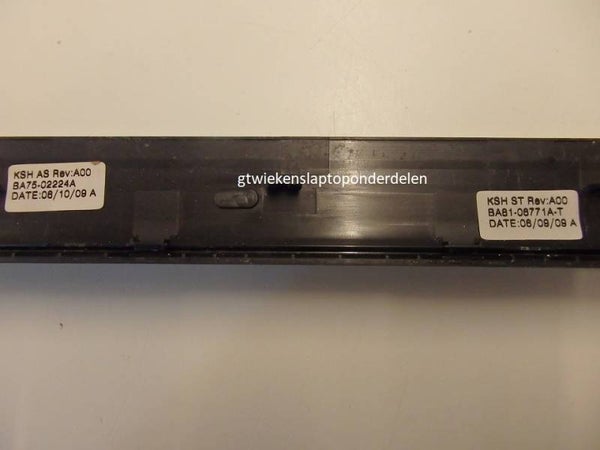 KSH AS Rev:A00
BA75-02224A
DATE:06/10/09 A
gtwiekenslaptoponderdelen
KSH ST Rev:A00
BA81-06771A-T
DATE:06/09/09 A